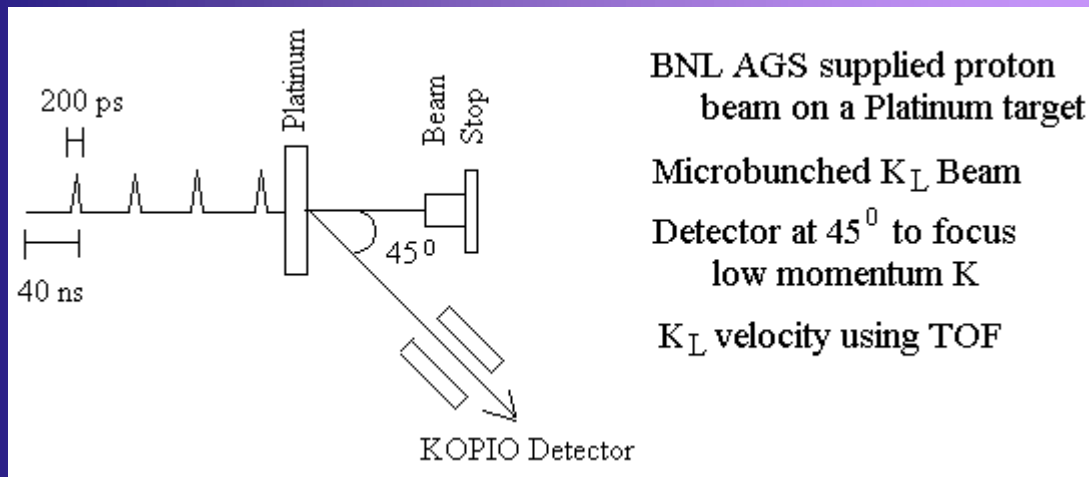 200 ps
40 ns
Platinum
Beam
Stop
45⁰
KOPIO Detector
BNL AGS supplied proton
beam on a Platinum target
Microbunched K_L Beam
Detector at 45⁰ to focus
low momentum K
K_L velocity using TOF